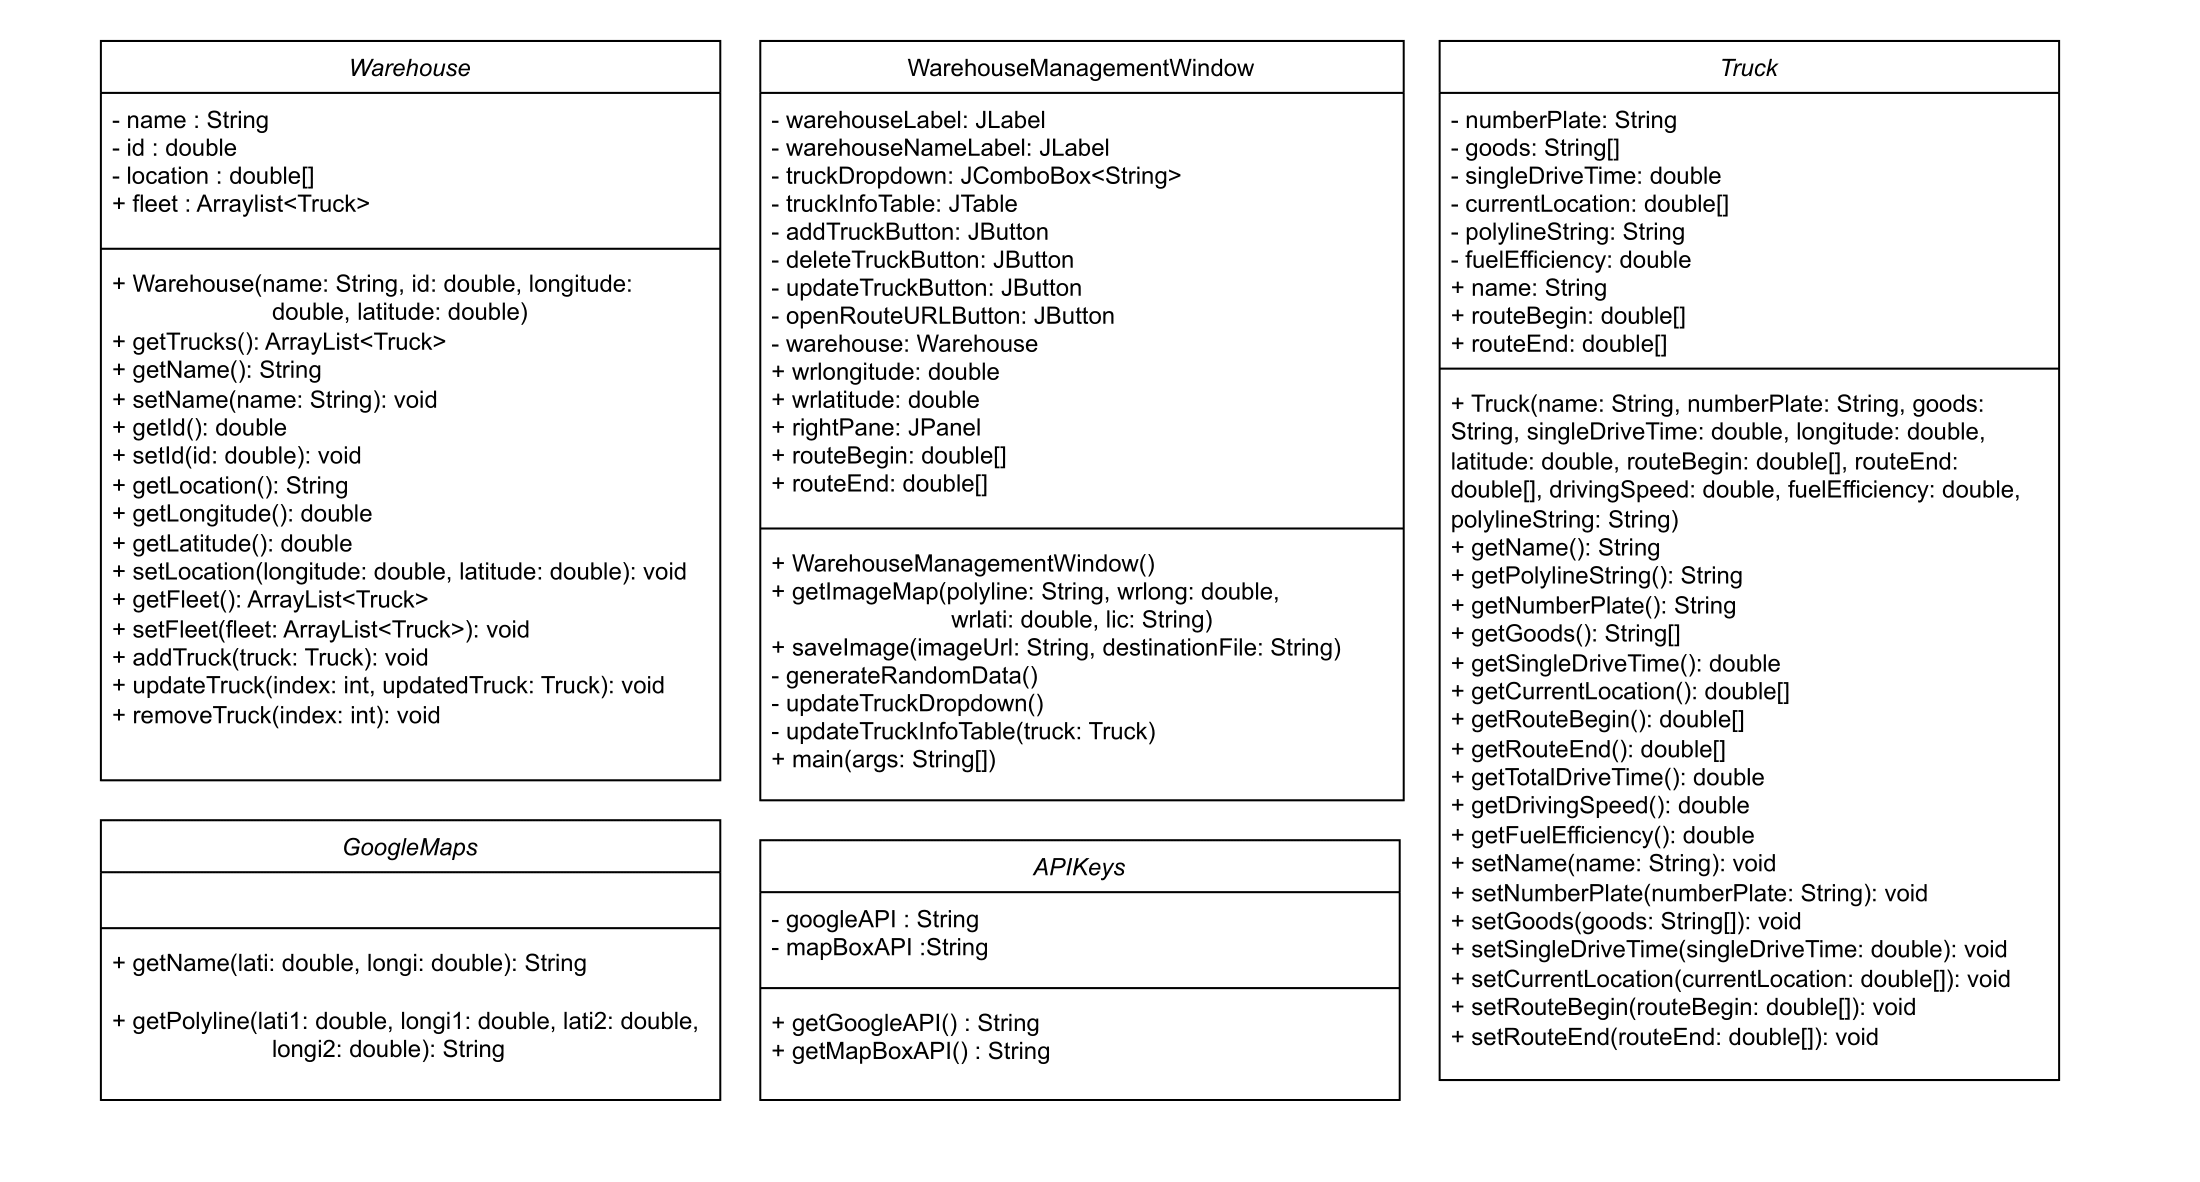 Warehouse
- name : String
- id : double
- location : double[]
+ fleet : Arraylist<Truck>
+ Warehouse(name: String, id: double, longitude:
double, latitude: double)
+ getTrucks(): ArrayList<Truck>
+ getName(): String
+ setName(name: String): void
+ getId(): double
+ setId(id: double): void
+ getLocation(): String
+ getLongitude(): double
+ getLatitude(): double
+ setLocation(longitude: double, latitude: double): void
+ getFleet(): ArrayList<Truck>
+ setFleet(fleet: ArrayList<Truck>): void
+ addTruck(truck: Truck): void
+ updateTruck(index: int, updatedTruck: Truck): void
+ removeTruck(index: int): void
GoogleMaps
+ getName(lati: double, longi: double): String
+ getPolyline(lati1: double, longi1: double, lati2: double,
longi2: double): String
WarehouseManagementWindow
- warehouseLabel: JLabel
- warehouseNameLabel: JLabel
- truckDropdown: JComboBox<String>
- truckInfoTable: JTable
- addTruckButton: JButton
- deleteTruckButton: JButton
- updateTruckButton: JButton
- openRouteURLButton: JButton
- warehouse: Warehouse
+ wrlongitude: double
+ wrlatitude: double
+ rightPane: JPanel
+ routeBegin: double[]
+ routeEnd: double[]
+ WarehouseManagementWindow()
+ getImageMap(polyline: String, wrlong: double,
wrlati: double, lic: String)
+ saveImage(imageUrl: String, destinationFile: String)
- generateRandomData()
- updateTruckDropdown()
- updateTruckInfoTable(truck: Truck)
+ main(args: String[])
APIKeys
- googleAPI : String
- mapBoxAPI :String
+ getGoogleAPI() : String
+ getMapBoxAPI() : String
Truck
- numberPlate: String
- goods: String[]
- singleDriveTime: double
- currentLocation: double[]
- polylineString: String
- fuelEfficiency: double
+ name: String
+ routeBegin: double[]
+ routeEnd: double[]
+ Truck(name: String, numberPlate: String, goods:
String, singleDriveTime: double, longitude: double,
latitude: double, routeBegin: double[], routeEnd:
double[], drivingSpeed: double, fuelEfficiency: double,
polylineString: String)
+ getName(): String
+ getPolylineString(): String
+ getNumberPlate(): String
+ getGoods(): String[]
+ getSingleDriveTime(): double
+ getCurrentLocation(): double[]
+ getRouteBegin(): double[]
+ getRouteEnd(): double[]
+ getTotalDriveTime(): double
+ getDrivingSpeed(): double
+ getFuelEfficiency(): double
+ setName(name: String): void
+ setNumberPlate(numberPlate: String): void
+ setGoods(goods: String[]): void
+ setSingleDriveTime(singleDriveTime: double): void
+ setCurrentLocation(currentLocation: double[]): void
+ setRouteBegin(routeBegin: double[]): void
+ setRouteEnd(routeEnd: double[]): void